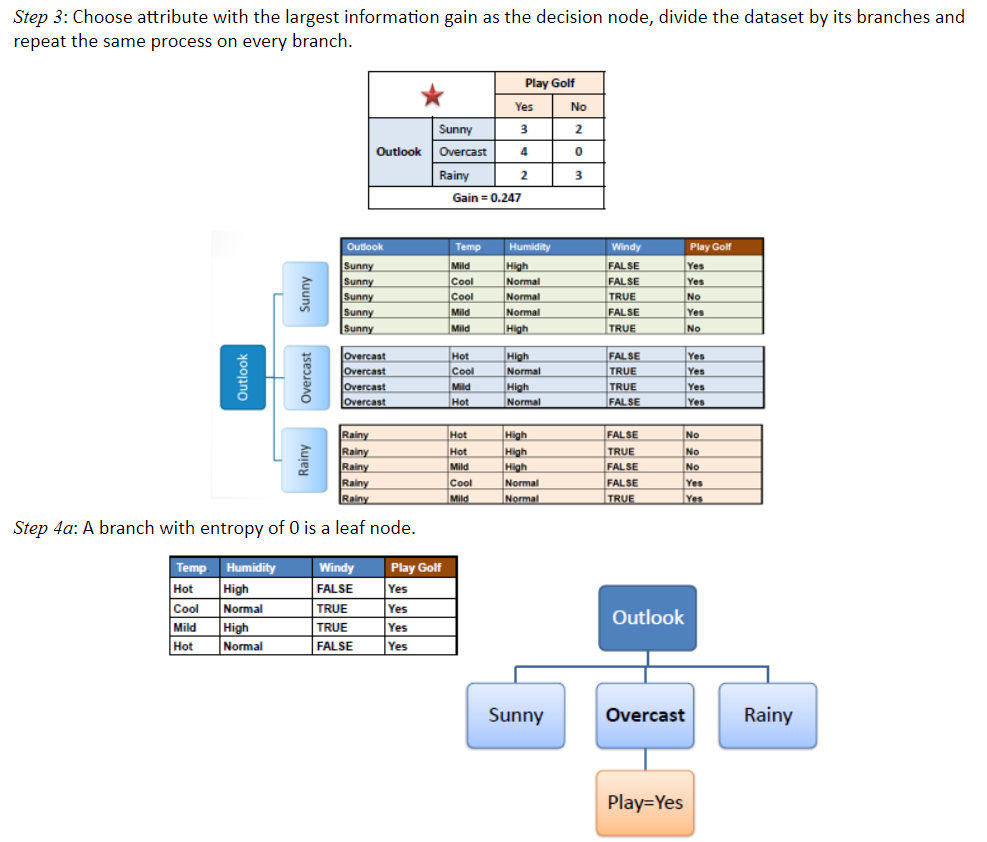 Step 3: Choose attribute with the largest information gain as the decision node, divide the dataset by its branches and
repeat the same process on every branch.
Play Golf
Yes No
Outlook
Sunny 3 2
Overcast 4 0
Rainy 2 3
Gain = 0.247
Outlook
Sunny
Overcast
Rainy
Outlook Temp Humidity Windy Play Golf
Sunny Mild High FALSE Yes
Sunny Cool Normal FALSE Yes
Sunny Cool Normal TRUE No
Sunny Mild Normal FALSE Yes
Sunny Mild High TRUE No
Overcast Hot High FALSE Yes
Overcast Cool Normal TRUE Yes
Overcast Mild High TRUE Yes
Overcast Hot Normal FALSE Yes
Rainy Hot High FALSE No
Rainy Hot High TRUE No
Rainy Mild High FALSE No
Rainy Cool Normal FALSE Yes
Rainy Mild Normal TRUE Yes
Step 4a: A branch with entropy of 0 is a leaf node.
Temp Humidity Windy Play Golf
Hot High FALSE Yes
Cool Normal TRUE Yes
Mild High TRUE Yes
Hot Normal FALSE Yes
Outlook
Sunny Overcast Rainy
Play=Yes